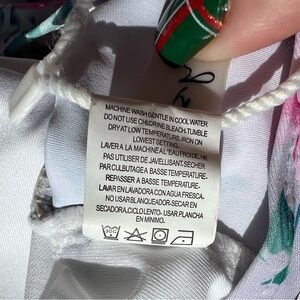 MACHINE WASH GENTLE IN COOL WATER
DO NOT USE CHLORINE BLEACH.TUMBLE
DRY AT LOW TEMPERATURE-IRON ON
LOWEST SETTING.
LAVER A LA MACHINE A L'EAU FROIDE.NE
PAS UTILISER DE JAVELLISANT-SECHER
PAR CULBUTAGE A BASSE TEMPERATURE-
REPASSER A BASSE TEMPERATURE-
LAVAR EN LAVADORA CON AGUA FRESCA-
NO USAR BLANQUEADOR-SECAR EN
SECADORA,CICLO LENTO- USAR PLANCHA
EN MINIMO.